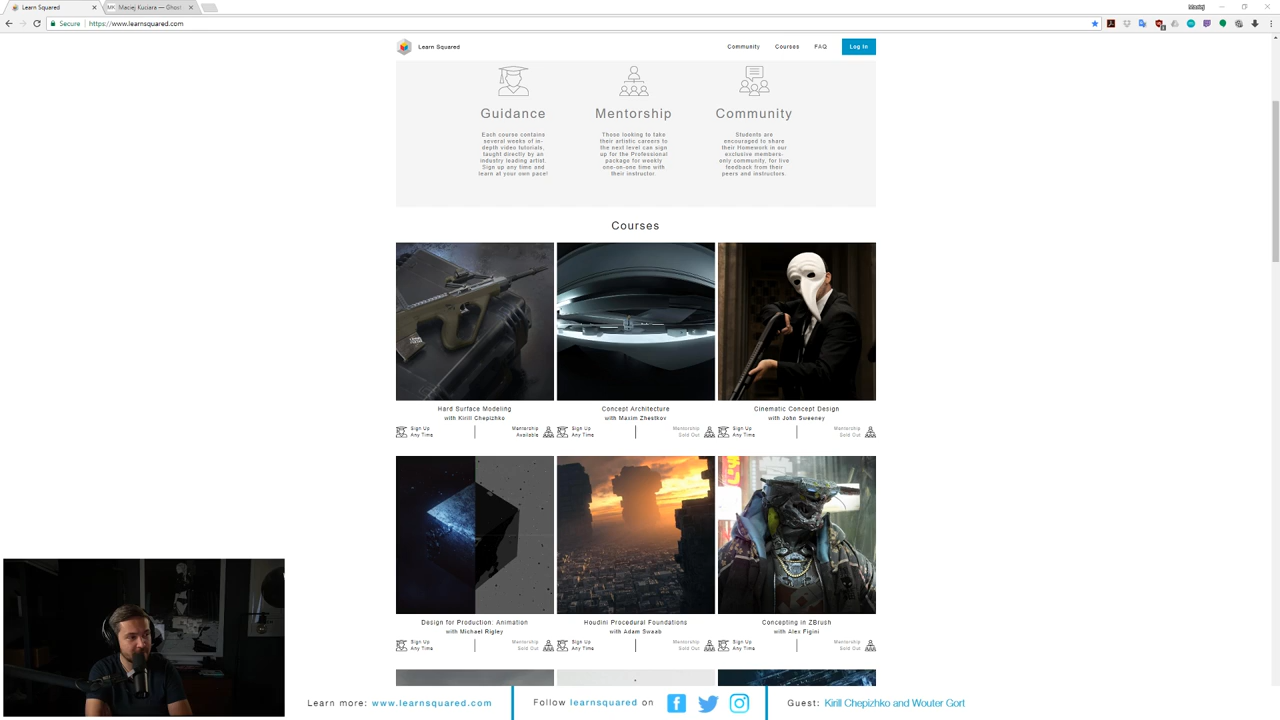 Learn Squared
Maciej Kuciara — Ghost
Maciej
Secure
https://www.learnsquared.com
Learn Squared
Community
Courses
FAQ
Log In
Guidance
Mentorship
Community
Each course contains
several weeks of in-
depth video tutorials,
taught directly by an
industry leading artist.
Sign up any time and
learn at your own pace!
Those looking to take
their artistic careers to
the next level can sign
up for the Professional
package for weekly
one-on-one time with
their instructor.
Students are
encouraged to share
their Homework in our
exclusive members-
only community, for live
feedback from their
peers and instructors.
Courses
Hard Surface Modeling
with Kirill Chepizhko
Sign Up
Any Time
Mentorship
Available
Concept Architecture
with Maxim Zhestkov
Sign Up
Any Time
Mentorship
Sold Out
Cinematic Concept Design
with John Sweeney
Sign Up
Any Time
Mentorship
Sold Out
Design for Production: Animation
with Michael Rigley
Sign Up
Any Time
Mentorship
Sold Out
Houdini Procedural Foundations
with Adam Swaab
Sign Up
Any Time
Mentorship
Sold Out
Concepting in ZBrush
with Alex Figini
Sign Up
Any Time
Mentorship
Sold Out
Learn more: www.learnsquared.com
Follow learnsquared on
Guest: Kirill Chepizhko and Wouter Gort